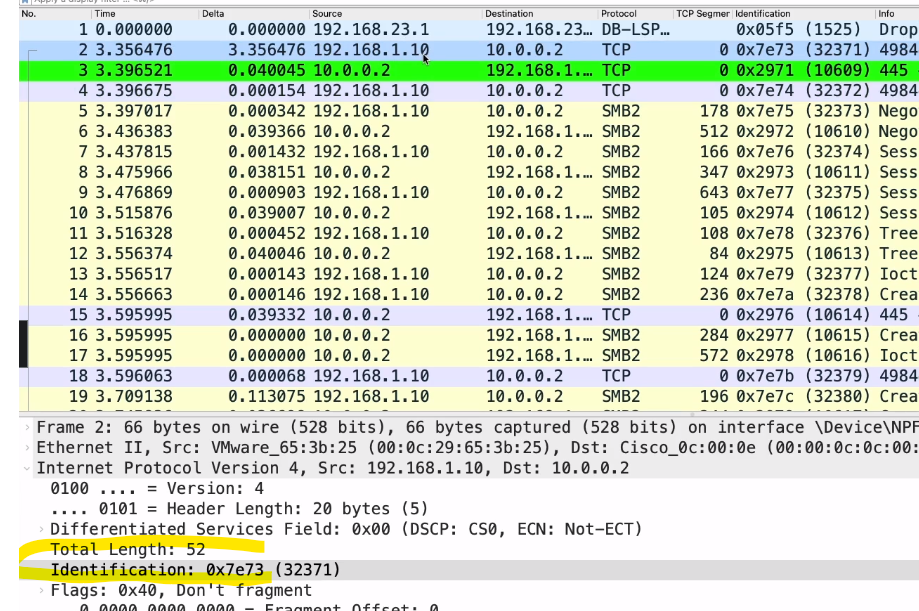 No. Time Delta Source Destination Protocol TCP Segmer Identification Info
1 0.000000 0.000000 192.168.23.1 192.168.23… DB-LSP… 0x05f5 (1525) Drop
2 3.356476 3.356476 192.168.1.10 10.0.0.2 TCP 0 0x7e73 (32371) 4984
3 3.396521 0.040045 10.0.0.2 192.168.1.… TCP 0 0x2971 (10609) 445
4 3.396675 0.000154 192.168.1.10 10.0.0.2 TCP 0 0x7e74 (32372) 4984
5 3.397017 0.000342 192.168.1.10 10.0.0.2 SMB2 178 0x7e75 (32373) Nego
6 3.436383 0.039366 10.0.0.2 192.168.1.… SMB2 512 0x2972 (10610) Nego
7 3.437815 0.001432 192.168.1.10 10.0.0.2 SMB2 166 0x7e76 (32374) Sess
8 3.475966 0.038151 10.0.0.2 192.168.1.… SMB2 347 0x2973 (10611) Sess
9 3.476869 0.000903 192.168.1.10 10.0.0.2 SMB2 643 0x7e77 (32375) Sess
10 3.515876 0.039007 10.0.0.2 192.168.1.… SMB2 105 0x2974 (10612) Sess
11 3.516328 0.000452 192.168.1.10 10.0.0.2 SMB2 108 0x7e78 (32376) Tree
12 3.556374 0.040046 10.0.0.2 192.168.1.… SMB2 84 0x2975 (10613) Tree
13 3.556517 0.000143 192.168.1.10 10.0.0.2 SMB2 124 0x7e79 (32377) Ioct
14 3.556663 0.000146 192.168.1.10 10.0.0.2 SMB2 236 0x7e7a (32378) Crea
15 3.595995 0.039332 10.0.0.2 192.168.1.… TCP 0 0x2976 (10614) 445
16 3.595995 0.000000 10.0.0.2 192.168.1.… SMB2 284 0x2977 (10615) Crea
17 3.595995 0.000000 10.0.0.2 192.168.1.… SMB2 572 0x2978 (10616) Ioct
18 3.596063 0.000068 192.168.1.10 10.0.0.2 TCP 0 0x7e7b (32379) 4984
19 3.709138 0.113075 192.168.1.10 10.0.0.2 SMB2 196 0x7e7c (32380) Crea
Frame 2: 66 bytes on wire (528 bits), 66 bytes captured (528 bits) on interface \Device\NPF
Ethernet II, Src: VMware_65:3b:25 (00:0c:29:65:3b:25), Dst: Cisco_0c:00:0e (00:00:0c:0c:00:
Internet Protocol Version 4, Src: 192.168.1.10, Dst: 10.0.0.2
0100 .... = Version: 4
.... 0101 = Header Length: 20 bytes (5)
Differentiated Services Field: 0x00 (DSCP: CS0, ECN: Not-ECT)
Total Length: 52
Identification: 0x7e73 (32371)
Flags: 0x40, Don't fragment
...0 0000 0000 0000 = Fragment Offset: 0